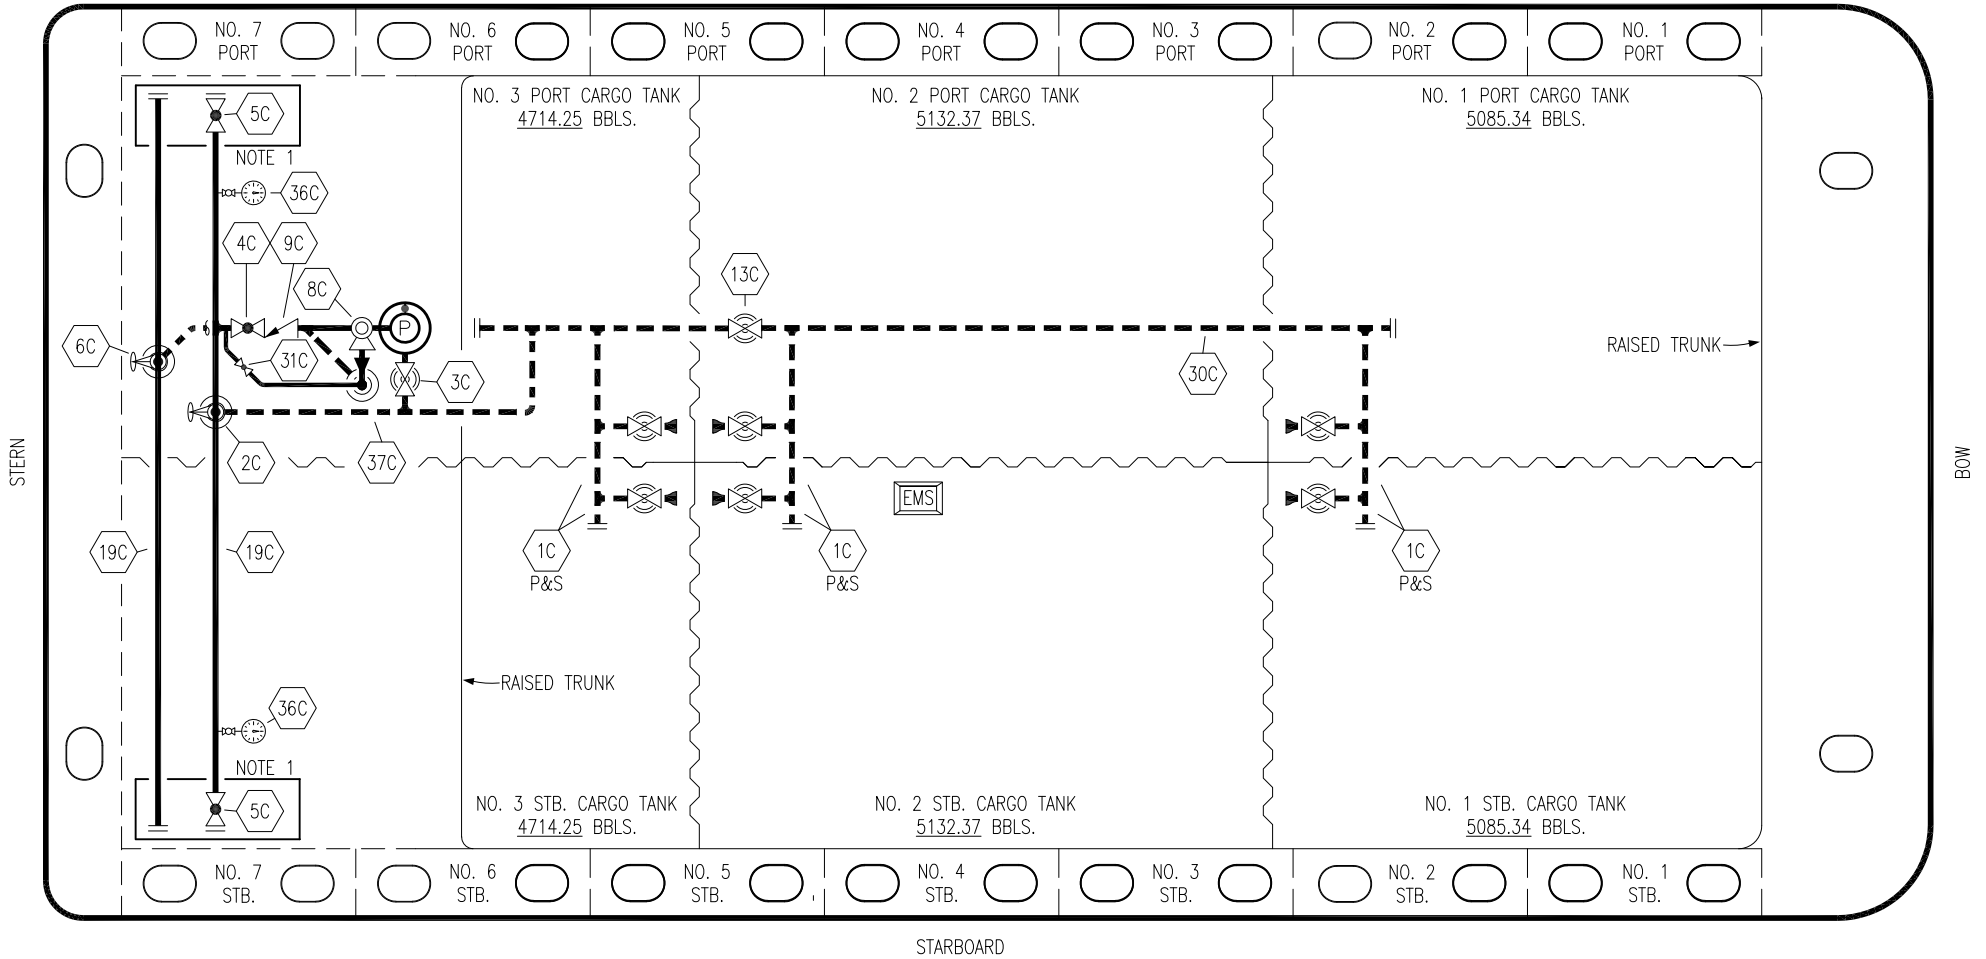 NO. 7
PORT
NO. 6
PORT
NO. 5
PORT
NO. 4
PORT
NO. 3
PORT
NO. 2
PORT
NO. 1
PORT
NO. 3 PORT CARGO TANK
4714.25 BBLS.
NO. 2 PORT CARGO TANK
5132.37 BBLS.
NO. 1 PORT CARGO TANK
5085.34 BBLS.
5C
NOTE 1
36C
4C
9C
8C
13C
P
6C
31C
3C
30C
RAISED TRUNK
2C
37C
STERN
BOW
EMS
19C
19C
1C
P&S
1C
P&S
1C
P&S
RAISED TRUNK
36C
NOTE 1
5C
NO. 3 STB. CARGO TANK
4714.25 BBLS.
NO. 2 STB. CARGO TANK
5132.37 BBLS.
NO. 1 STB. CARGO TANK
5085.34 BBLS.
NO. 7
STB.
NO. 6
STB.
NO. 5
STB.
NO. 4
STB.
NO. 3
STB.
NO. 2
STB.
NO. 1
STB.
STARBOARD